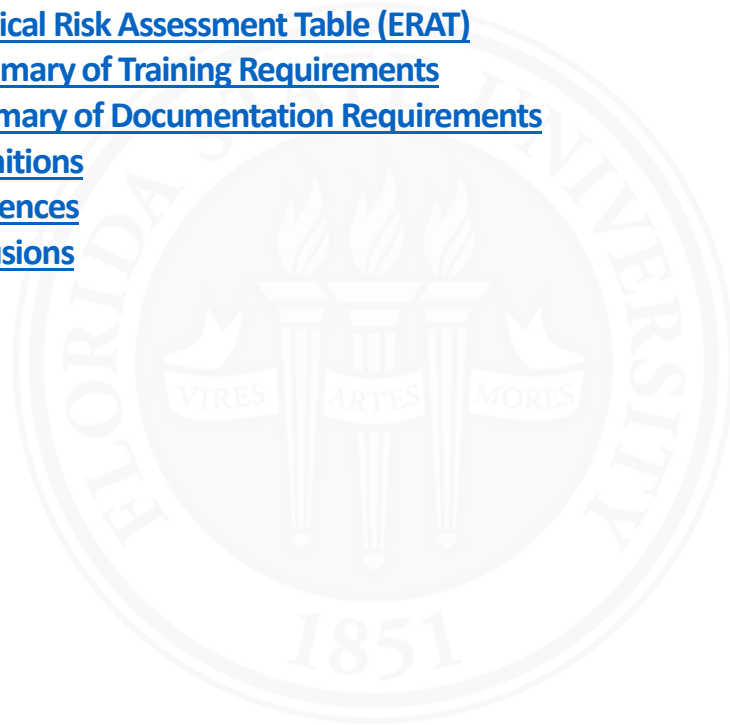 ical Risk Assessment Table (ERAT)
mary of Training Requirements
mary of Documentation Requirements
nitions
ences
usions
FLORIDA STATE UNIVERSITY
VIRES ARTES MORES
1851